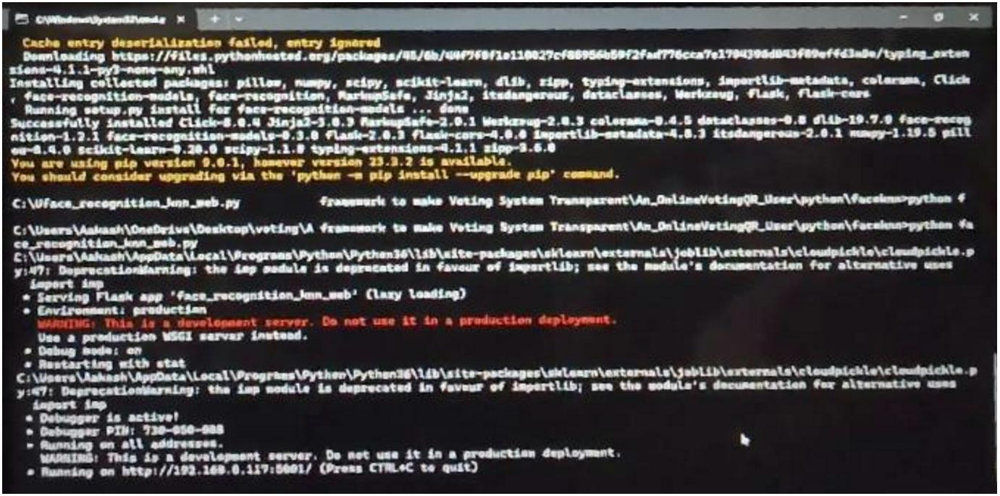 C:\Windows\System32\cmd.e
Cache entry deserialization failed, entry ignored
Downloading https://files.pythonhosted.org/packages/45/6b/
sions-4.1.1-py3-none-any.whl
Installing collected packages: pillow, numpy, scipy, scikit-learn, dlib, zipp, typing-extensions, importlib-metadata, colorama, Click
, face-recognition-models, face-recognition, MarkupSafe, Jinja2, itsdangerous, dataclasses, Werkzeug, flask, flask-cors
Running setup.py install for face-recognition-models ... done
Successfully installed Click-8.0.4 Jinja2-3.0.3 MarkupSafe-2.0.1 Werkzeug-2.0.3 colorama-0.4.5 dataclasses-0.8 dlib-19.7.0 face-recog
nition-1.2.1 face-recognition-models-0.3.0 flask-2.0.3 flask-cors-4.0.0 importlib-metadata-4.8.3 itsdangerous-2.0.1 numpy-1.19.5 pill
ow-8.4.0 scikit-learn-0.20.0 scipy-1.1.0 typing-extensions-4.1.1 zipp-3.6.0
You are using pip version 9.0.1, however version 23.3.2 is available.
You should consider upgrading via the 'python -m pip install --upgrade pip' command.
C:\Uface_recognition_knn_web.py framework to make Voting System Transparent\An_OnlineVotingQR_User\python\faceknn>python f
C:\Users\Aakash\OneDrive\Desktop\voting\A framework to make Voting System Transparent\An_OnlineVotingQR_User\python\faceknn>python fa
ce_recognition_knn_web.py
C:\Users\Aakash\AppData\Local\Programs\Python\Python36\lib\site-packages\sklearn\externals\joblib\externals\cloudpickle\cloudpickle.p
y:47: DeprecationWarning: the imp module is deprecated in favour of importlib; see the module's documentation for alternative uses
import imp
* Serving Flask app 'face_recognition_knn_web' (lazy loading)
* Environment: production
WARNING: This is a development server. Do not use it in a production deployment.
Use a production WSGI server instead.
* Debug mode: on
* Restarting with stat
C:\Users\Aakash\AppData\Local\Programs\Python\Python36\lib\site-packages\sklearn\externals\joblib\externals\cloudpickle\cloudpickle.p
y:47: DeprecationWarning: the imp module is deprecated in favour of importlib; see the module's documentation for alternative uses
import imp
* Debugger is active!
* Debugger PIN:
* Running on all addresses.
WARNING: This is a development server. Do not use it in a production deployment.
* Running on http://192.168.0.117:5001/ (Press CTRL+C to quit)